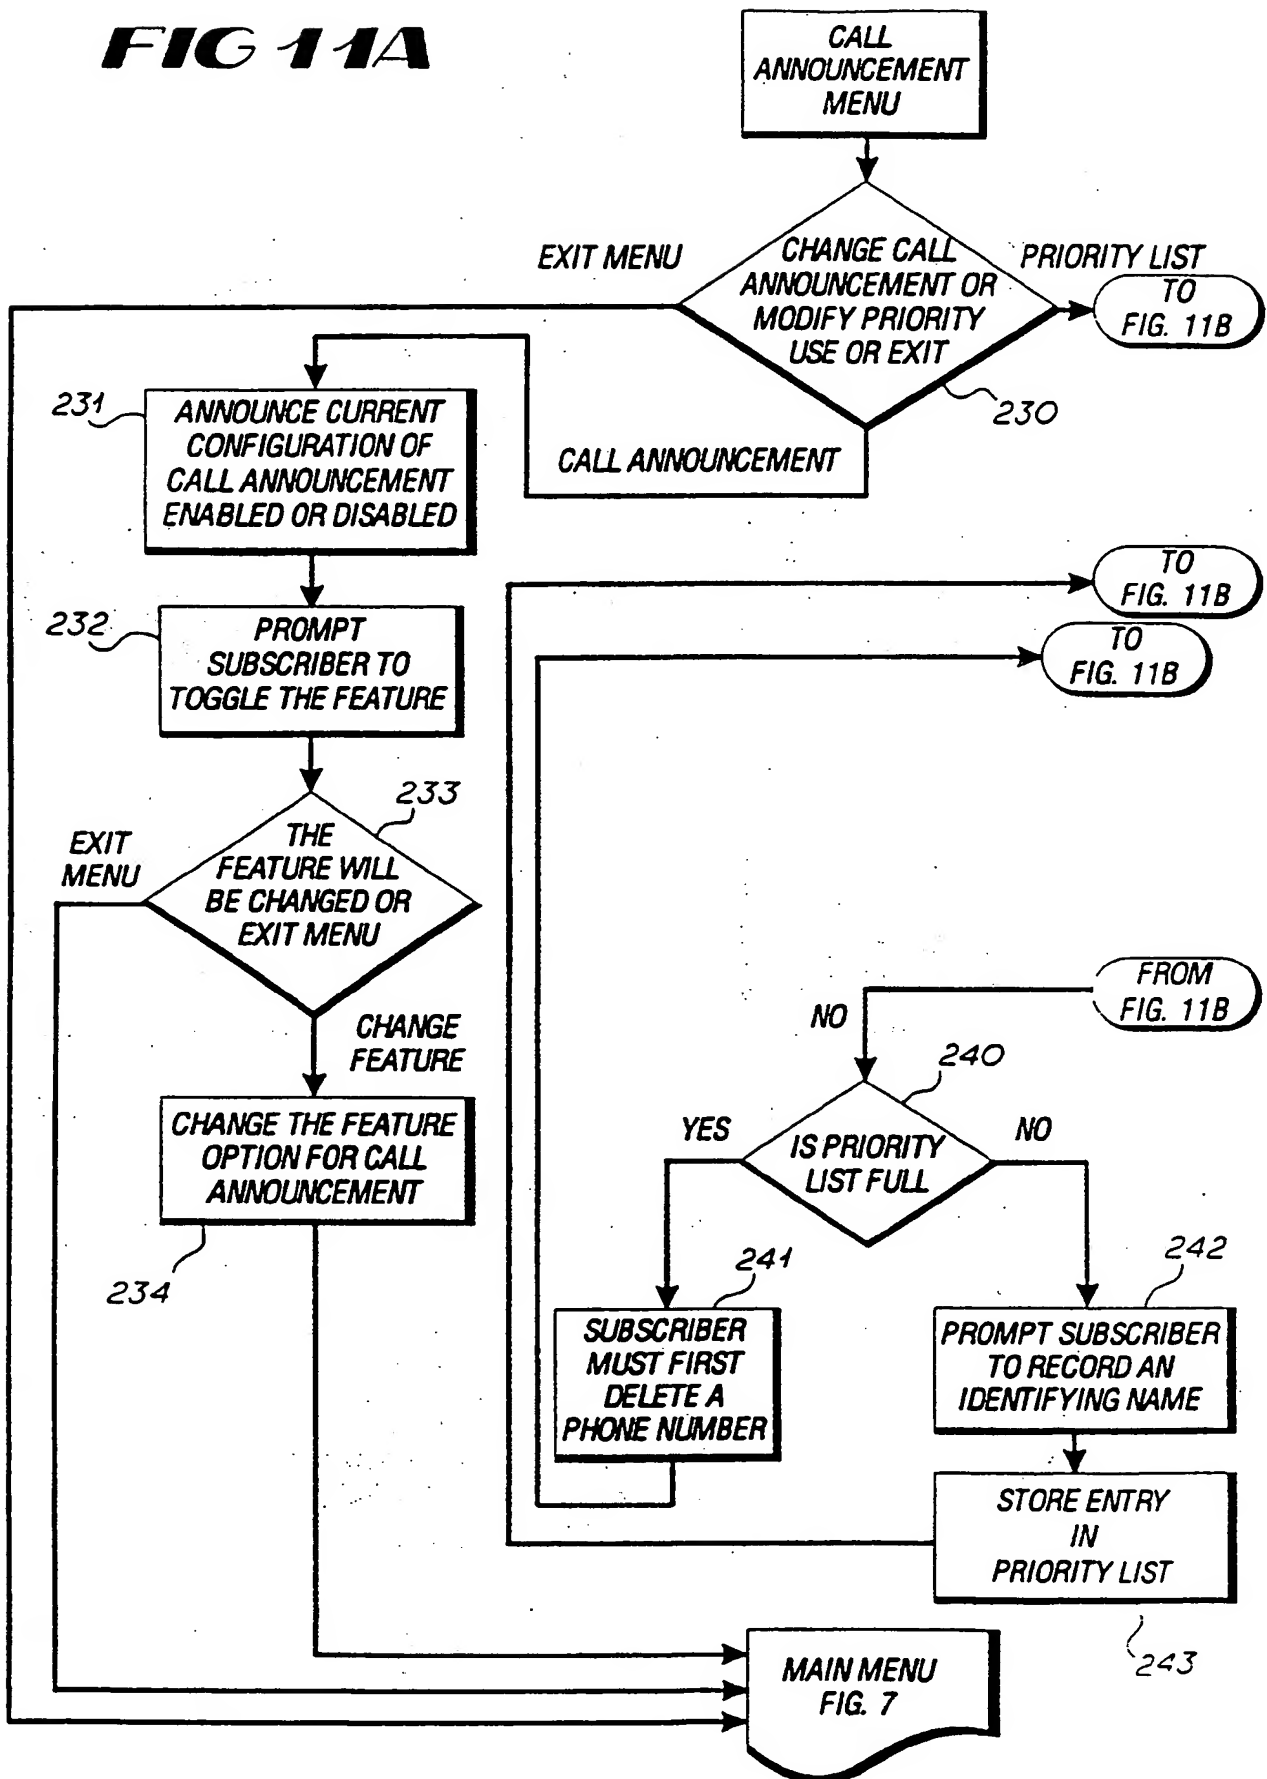 FIG 11A
CALL
ANNOUNCEMENT
MENU
EXIT MENU
CHANGE CALL
ANNOUNCEMENT OR
MODIFY PRIORITY
USE OR EXIT
PRIORITY LIST
TO
FIG. 11B
230
CALL ANNOUNCEMENT
231
ANNOUNCE CURRENT
CONFIGURATION OF
CALL ANNOUNCEMENT
ENABLED OR DISABLED
TO
FIG. 11B
TO
FIG. 11B
232
PROMPT
SUBSCRIBER TO
TOGGLE THE FEATURE
233
EXIT
MENU
THE
FEATURE WILL
BE CHANGED OR
EXIT MENU
CHANGE
FEATURE
CHANGE THE FEATURE
OPTION FOR CALL
ANNOUNCEMENT
234
FROM
FIG. 11B
NO
240
YES
IS PRIORITY
LIST FULL
NO
241
SUBSCRIBER
MUST FIRST
DELETE A
PHONE NUMBER
242
PROMPT SUBSCRIBER
TO RECORD AN
IDENTIFYING NAME
STORE ENTRY
IN
PRIORITY LIST
243
MAIN MENU
FIG. 7